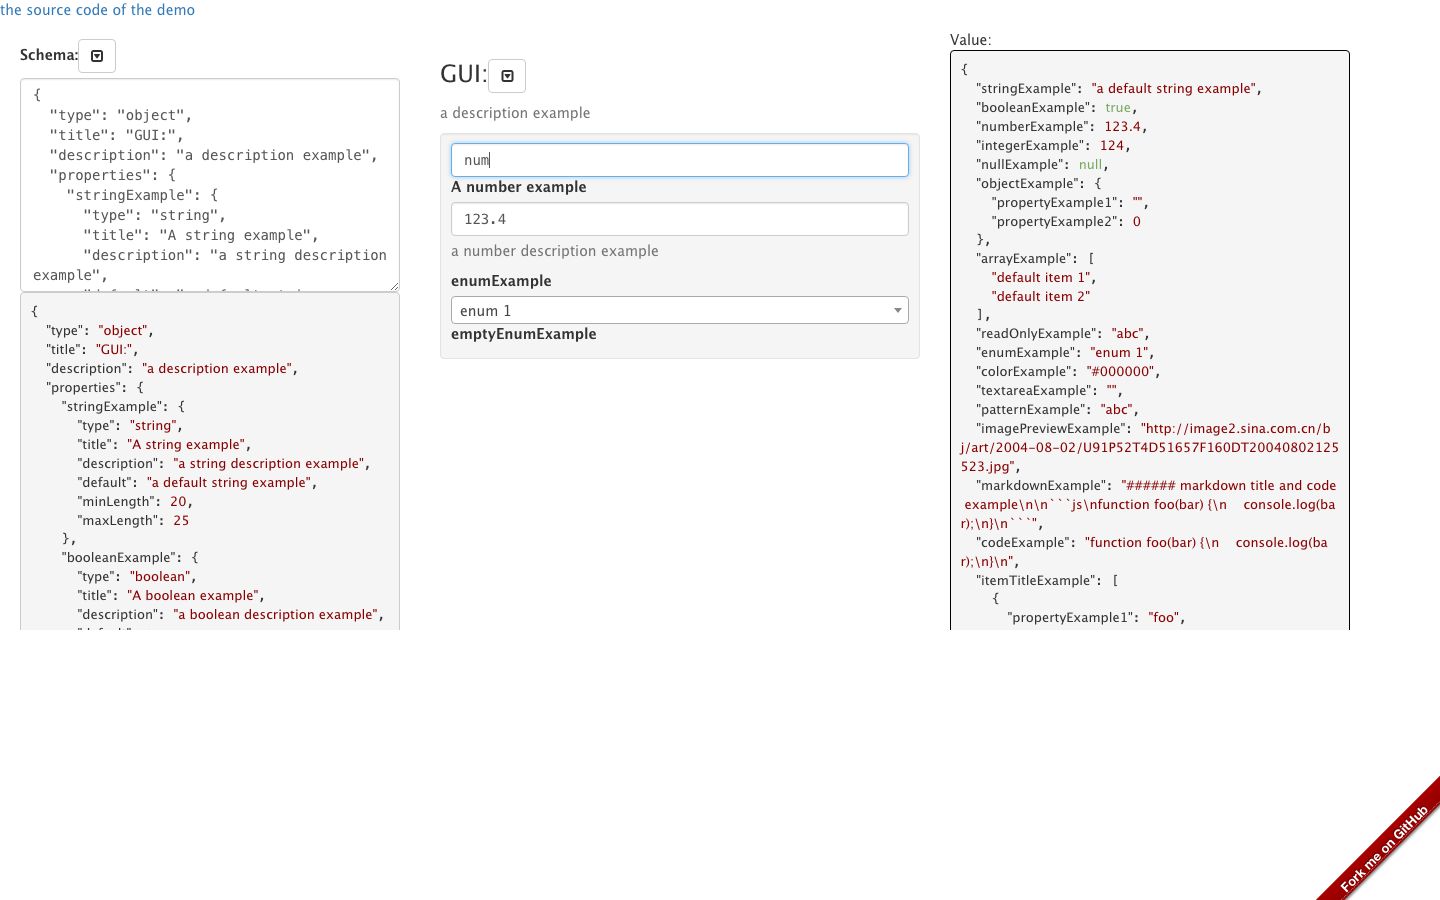 the source code of the demo
Schema:
{
"type": "object",
"title": "GUI:",
"description": "a description example",
"properties": {
"stringExample": {
"type": "string",
"title": "A string example",
"description": "a string description
example",
{
"type": "object",
"title": "GUI:",
"description": "a description example",
"properties": {
"stringExample": {
"type": "string",
"title": "A string example",
"description": "a string description example",
"default": "a default string example",
"minLength": 20,
"maxLength": 25
},
"booleanExample": {
"type": "boolean",
"title": "A boolean example",
"description": "a boolean description example",
GUI:
a description example
num
A number example
123.4
a number description example
enumExample
enum 1
emptyEnumExample
Value:
{
"stringExample": "a default string example",
"booleanExample": true,
"numberExample": 123.4,
"integerExample": 124,
"nullExample": null,
"objectExample": {
"propertyExample1": "",
"propertyExample2": 0
},
"arrayExample": [
"default item 1",
"default item 2"
],
"readOnlyExample": "abc",
"enumExample": "enum 1",
"colorExample": "#000000",
"textareaExample": "",
"patternExample": "abc",
"imagePreviewExample": "http://image2.sina.com.cn/b
j/art/2004-08-02/U91P52T4D51657F160DT20040802125
523.jpg",
"markdownExample": "###### markdown title and code
example\n\n```js\nfunction foo(bar) {\n    console.log(ba
r);\n}\n```",
"codeExample": "function foo(bar) {\n    console.log(ba
r);\n}\n",
"itemTitleExample": [
{
"propertyExample1": "foo",
Fork me on GitHub